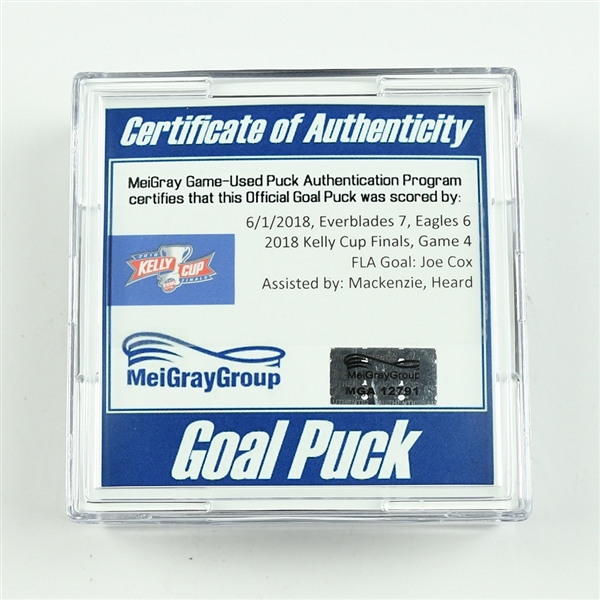 Certificate of Authenticity
MeiGray Game-Used Puck Authentication Program
certifies that this Official Goal Puck was scored by:
6/1/2018, Everblades 7, Eagles 6
2018 Kelly Cup Finals, Game 4
FLA Goal: Joe Cox
Assisted by: Mackenzie, Heard
2018
KELLY CUP
FINALS
MeiGrayGroup
MeiGrayGroup
MGA 12791
Goal Puck